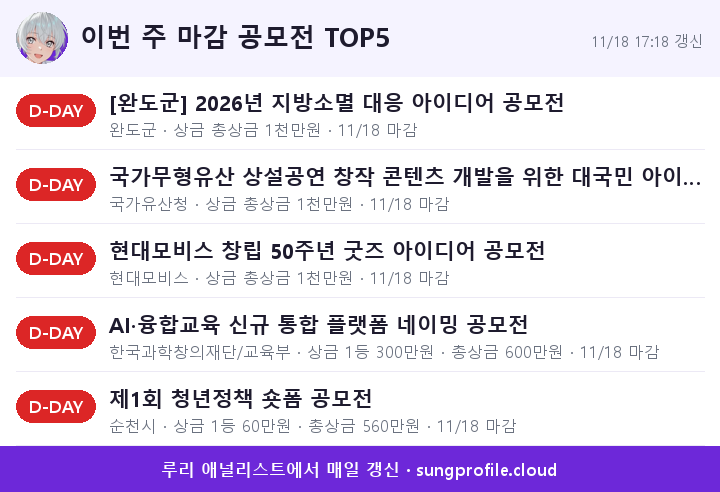 이번 주 마감 공모전 TOP5
11/18 17:18 갱신
D-DAY
[완도군] 2026년 지방소멸 대응 아이디어 공모전
완도군 · 상금 총상금 1천만원 · 11/18 마감
D-DAY
국가무형유산 상설공연 창작 콘텐츠 개발을 위한 대국민 아이...
국가유산청 · 상금 총상금 1천만원 · 11/18 마감
D-DAY
현대모비스 창립 50주년 굿즈 아이디어 공모전
현대모비스 · 상금 총상금 1천만원 · 11/18 마감
D-DAY
AI·융합교육 신규 통합 플랫폼 네이밍 공모전
한국과학창의재단/교육부 · 상금 1등 300만원 · 총상금 600만원 · 11/18 마감
D-DAY
제1회 청년정책 숏폼 공모전
순천시 · 상금 1등 60만원 · 총상금 560만원 · 11/18 마감
루리 애널리스트에서 매일 갱신 · sungprofile.cloud